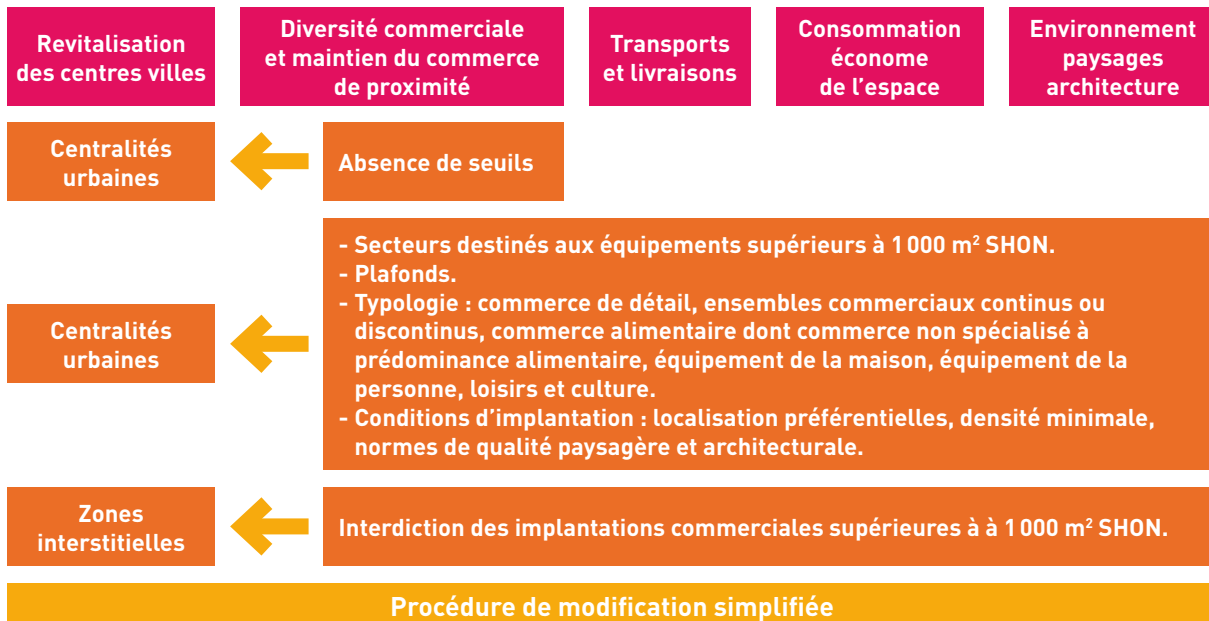 Revitalisation
des centres villes
Diversité commerciale
et maintien du commerce
de proximité
Transports
et livraisons
Consommation
économe
de l’espace
Environnement
paysages
architecture
Centralités
urbaines
Absence de seuils
Centralités
urbaines
- Secteurs destinés aux équipements supérieurs à 1 000 m² SHON.
- Plafonds.
- Typologie : commerce de détail, ensembles commerciaux continus ou
discontinus, commerce alimentaire dont commerce non spécialisé à
prédominance alimentaire, équipement de la maison, équipement de la
personne, loisirs et culture.
- Conditions d’implantation : localisation préférentielles, densité minimale,
normes de qualité paysagère et architecturale.
Zones
interstitielles
Interdiction des implantations commerciales supérieures à à 1 000 m² SHON.
Procédure de modification simplifiée